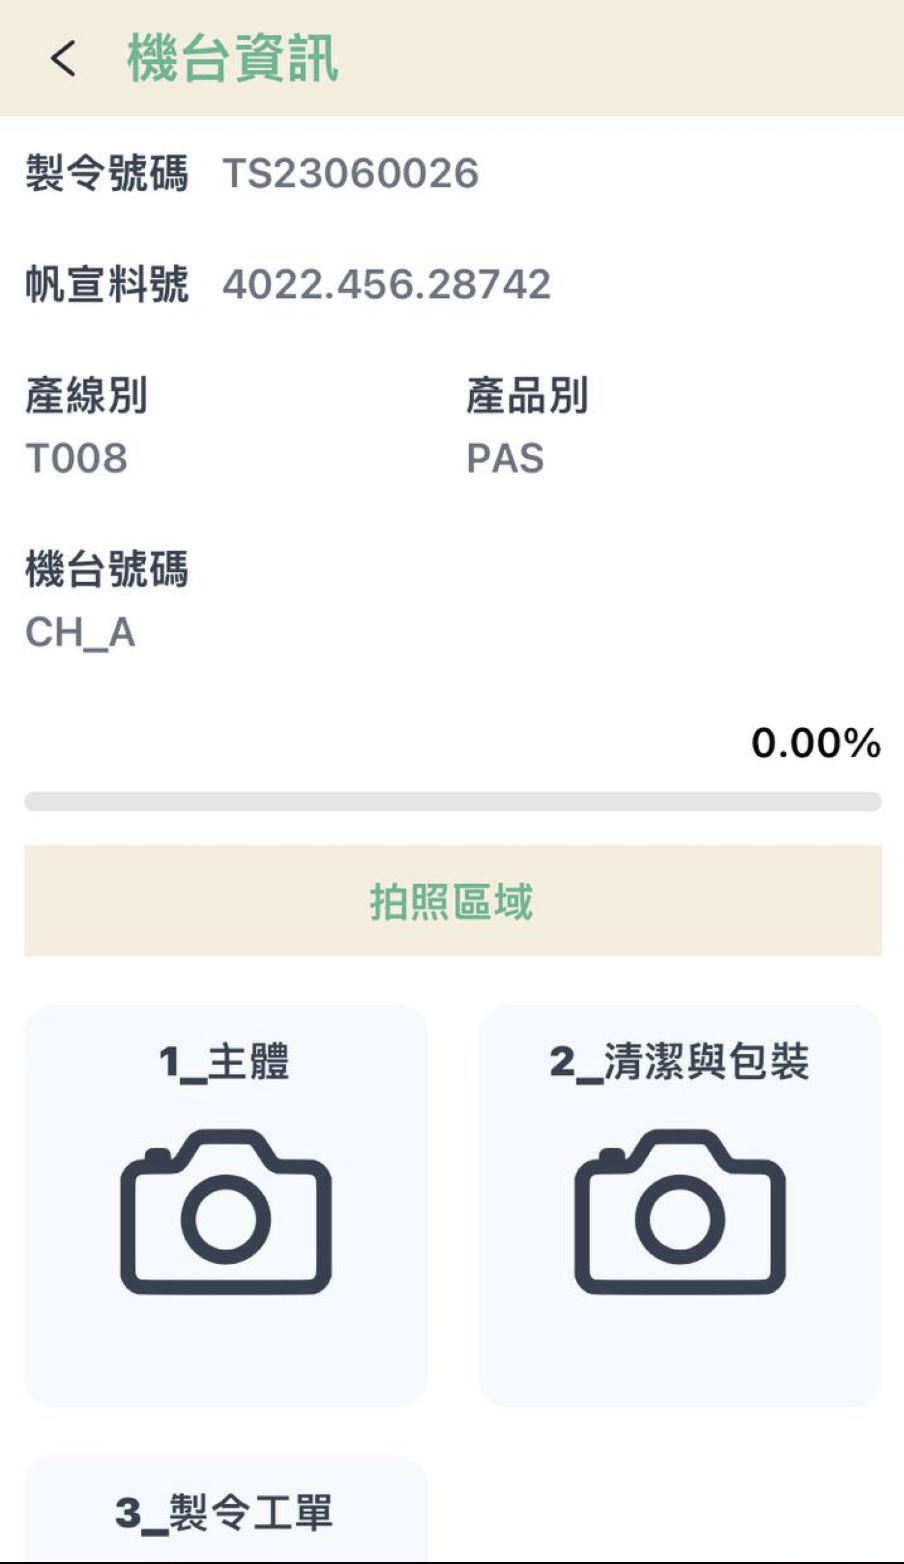 機台資訊
製令號碼 TS23060026
帆宣料號 4022.456.28742
產線別 產品別
T008 PAS
機台號碼
CH_A
0.00%
拍照區域
1_主體 2_清潔與包裝
3_製令工單